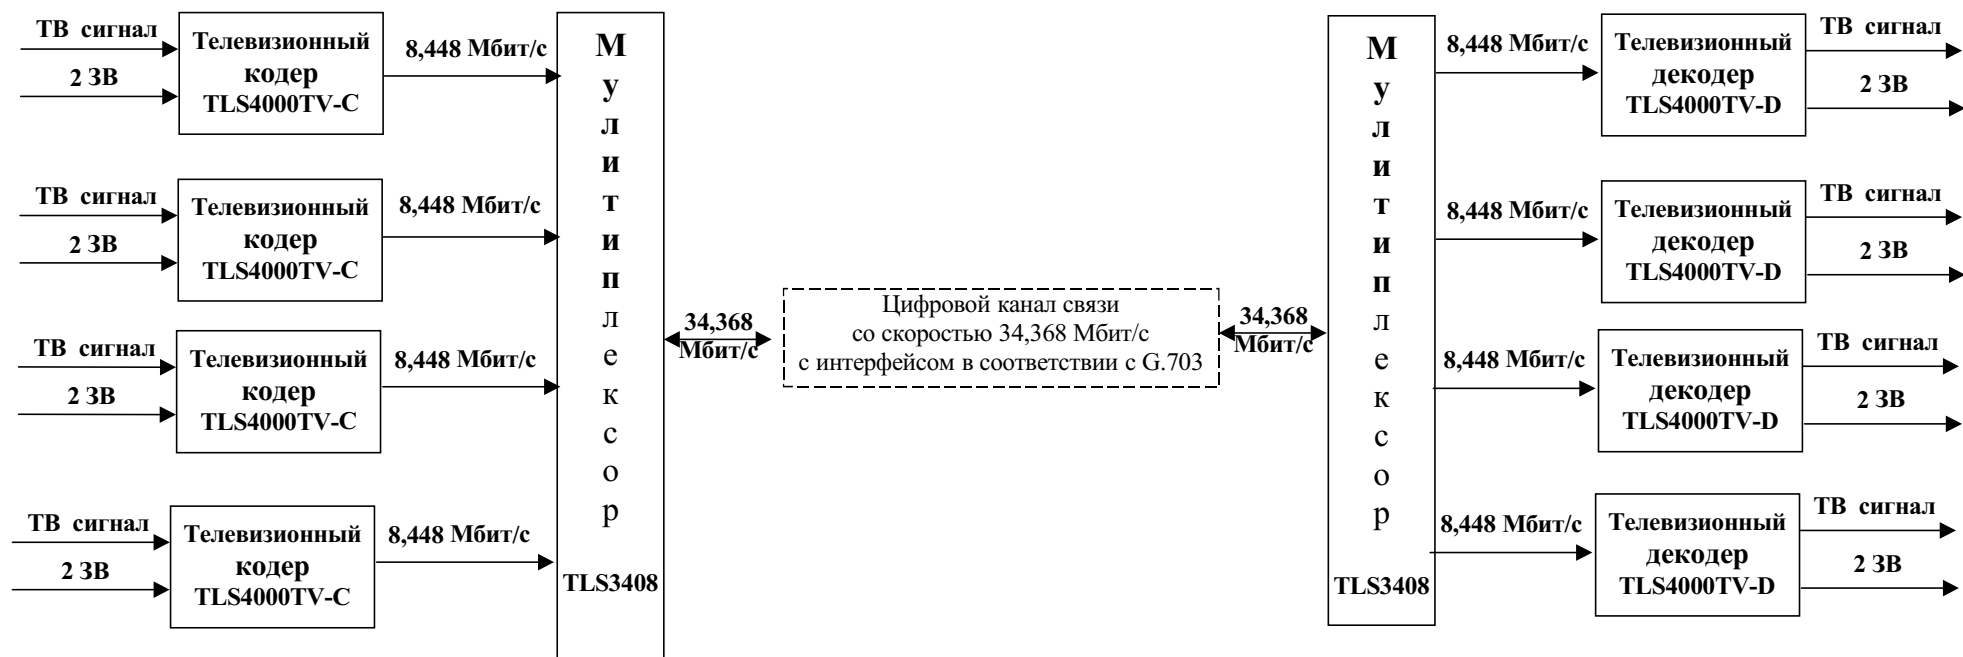 ТВ сигнал
2 ЗВ
Телевизионный
кодер
TLS4000TV-C
8,448 Мбит/с
ТВ сигнал
2 ЗВ
Телевизионный
кодер
TLS4000TV-C
8,448 Мбит/с
ТВ сигнал
2 ЗВ
Телевизионный
кодер
TLS4000TV-C
8,448 Мбит/с
ТВ сигнал
2 ЗВ
Телевизионный
кодер
TLS4000TV-C
8,448 Мбит/с
Мулитиплексор
TLS3408
34,368
Мбит/с
Цифровой канал связи
со скоростью 34,368 Мбит/с
с интерфейсом в соответствии с G.703
34,368
Мбит/с
Мулитиплексор
TLS3408
8,448 Мбит/с
Телевизионный
декодер
TLS4000TV-D
ТВ сигнал
2 ЗВ
8,448 Мбит/с
Телевизионный
декодер
TLS4000TV-D
ТВ сигнал
2 ЗВ
8,448 Мбит/с
Телевизионный
декодер
TLS4000TV-D
ТВ сигнал
2 ЗВ
8,448 Мбит/с
Телевизионный
декодер
TLS4000TV-D
ТВ сигнал
2 ЗВ